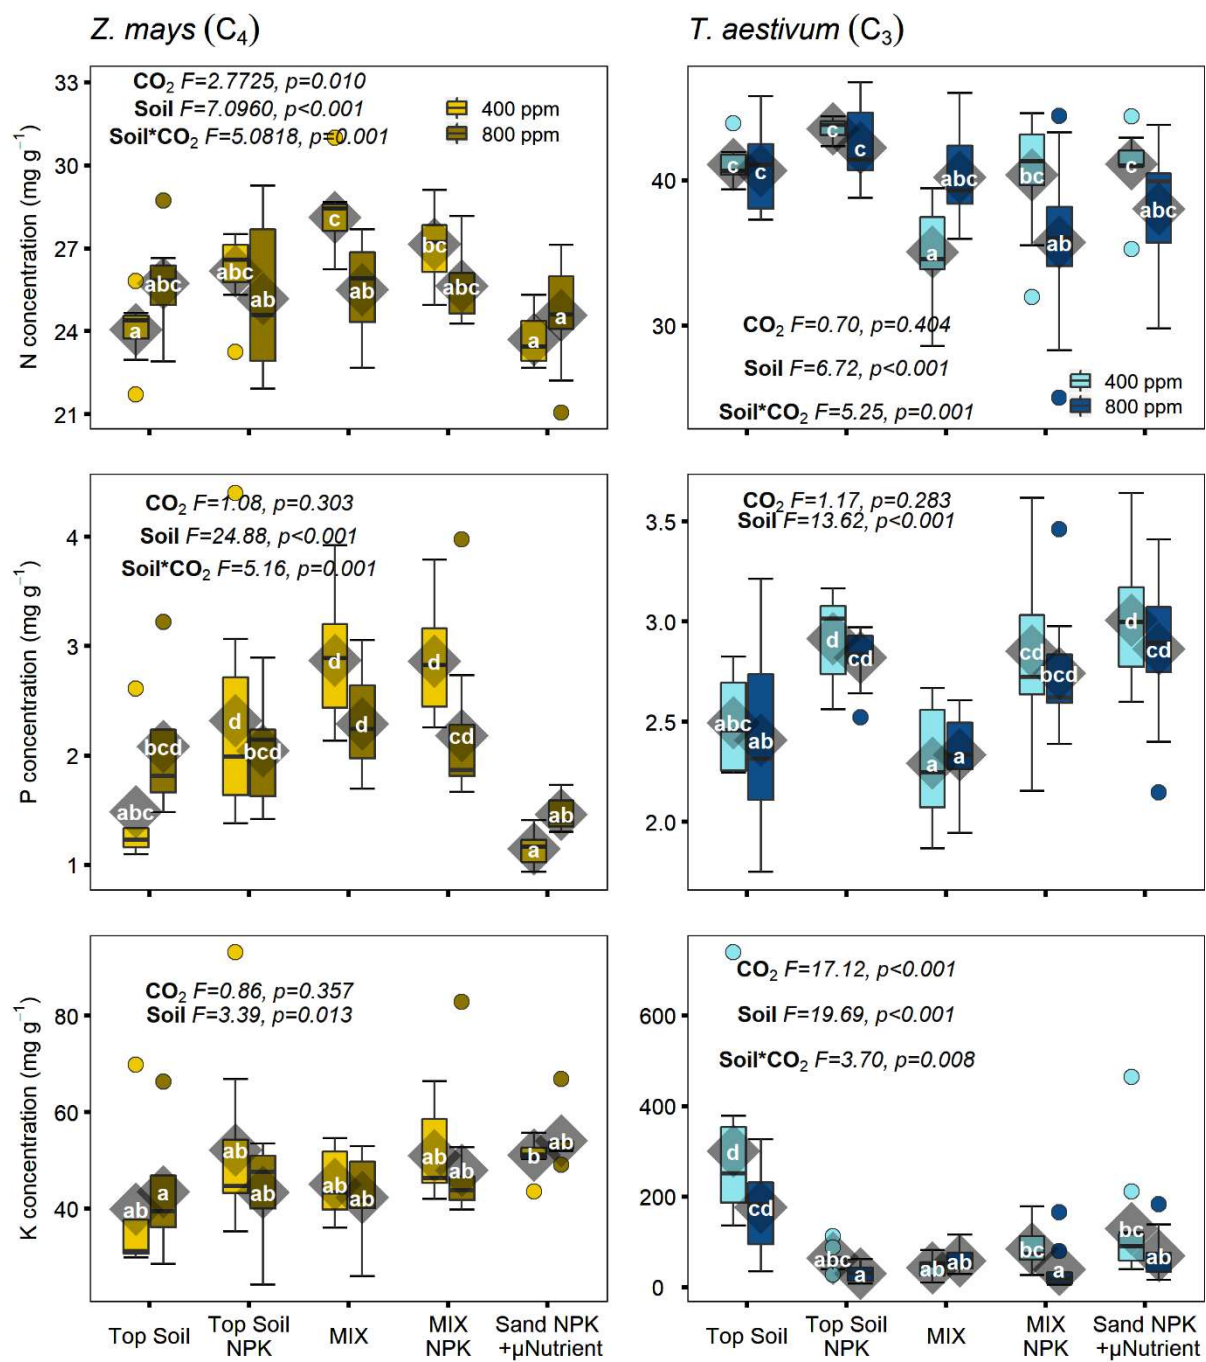 Z. mays (C4)
T. aestivum (C3)
N concentration (mg g−1)
33
30
27
24
21
CO2 F=2.7725, p=0.010
Soil F=7.0960, p<0.001
Soil*CO2 F=5.0818, p=0.001
400 ppm
800 ppm
a
abc
abc
ab
c
ab
bc
abc
a
a
40
30
c
c
c
c
a
abc
bc
ab
c
abc
CO2 F=0.70, p=0.404
Soil F=6.72, p<0.001
Soil*CO2 F=5.25, p=0.001
400 ppm
800 ppm
P concentration (mg g−1)
4
3
2
1
CO2 F=1.08, p=0.303
Soil F=24.88, p<0.001
Soil*CO2 F=5.16, p=0.001
abc
bcd
d
bcd
d
d
d
cd
a
ab
3.5
3.0
2.5
2.0
CO2 F=1.17, p=0.283
Soil F=13.62, p<0.001
abc
ab
d
cd
a
a
cd
bcd
d
cd
K concentration (mg g−1)
80
60
40
CO2 F=0.86, p=0.357
Soil F=3.39, p=0.013
ab
a
ab
ab
ab
ab
ab
ab
b
ab
600
400
200
0
CO2 F=17.12, p<0.001
Soil F=19.69, p<0.001
Soil*CO2 F=3.70, p=0.008
d
cd
abc
a
ab
ab
bc
a
bc
ab
Top Soil
Top Soil
NPK
MIX
MIX
NPK
Sand NPK
+µNutrient
Top Soil
Top Soil
NPK
MIX
MIX
NPK
Sand NPK
+µNutrient